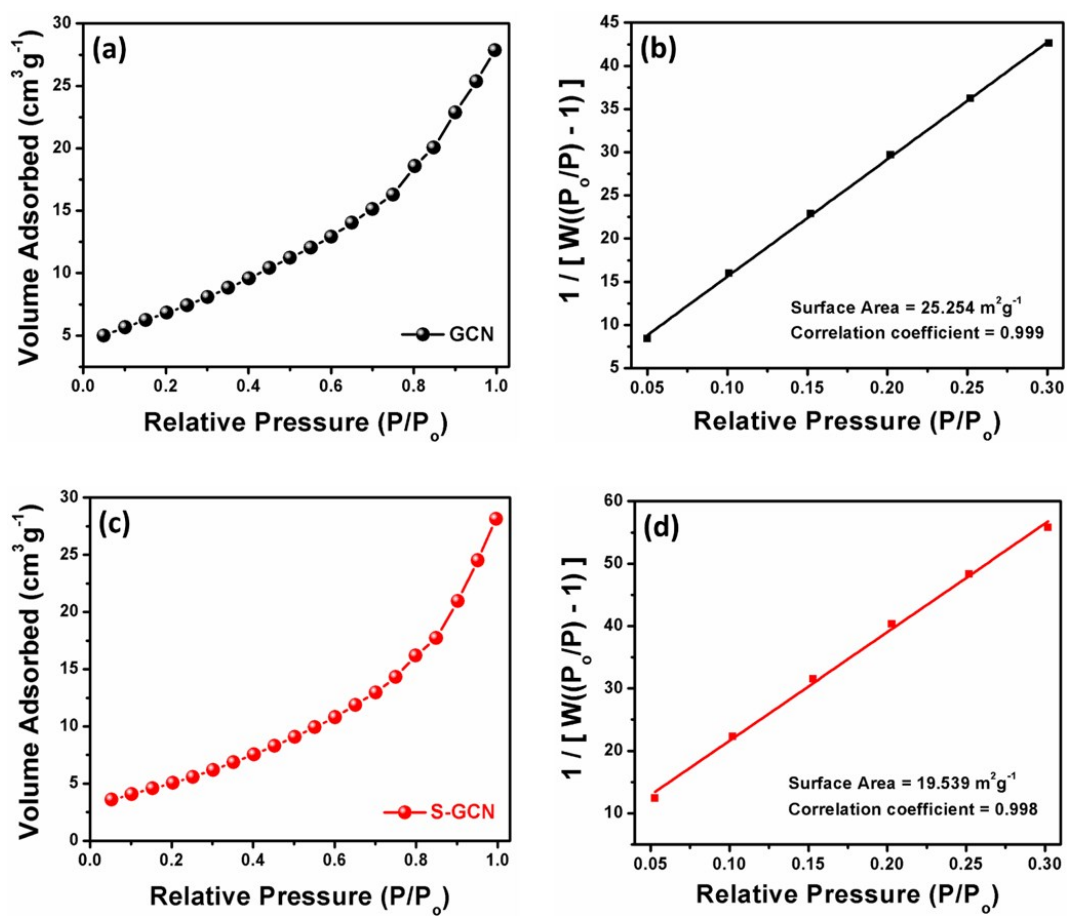 (a)
Volume Adsorbed (cm³g⁻¹)
30
25
20
15
10
5
0.0 0.2 0.4 0.6 0.8 1.0
GCN
Relative Pressure (P/Pₒ)
(b)
1 / [ W((Pₒ/P) - 1) ]
45
40
35
30
25
20
15
10
5
0.05 0.10 0.15 0.20 0.25 0.30
Surface Area = 25.254 m²g⁻¹
Correlation coefficient = 0.999
Relative Pressure (P/Pₒ)
(c)
Volume Adsorbed (cm³g⁻¹)
30
25
20
15
10
5
0
0.0 0.2 0.4 0.6 0.8 1.0
S-GCN
Relative Pressure (P/Pₒ)
(d)
1 / [ W((Pₒ/P) - 1) ]
60
50
40
30
20
10
0.05 0.10 0.15 0.20 0.25 0.30
Surface Area = 19.539 m²g⁻¹
Correlation coefficient = 0.998
Relative Pressure (P/Pₒ)